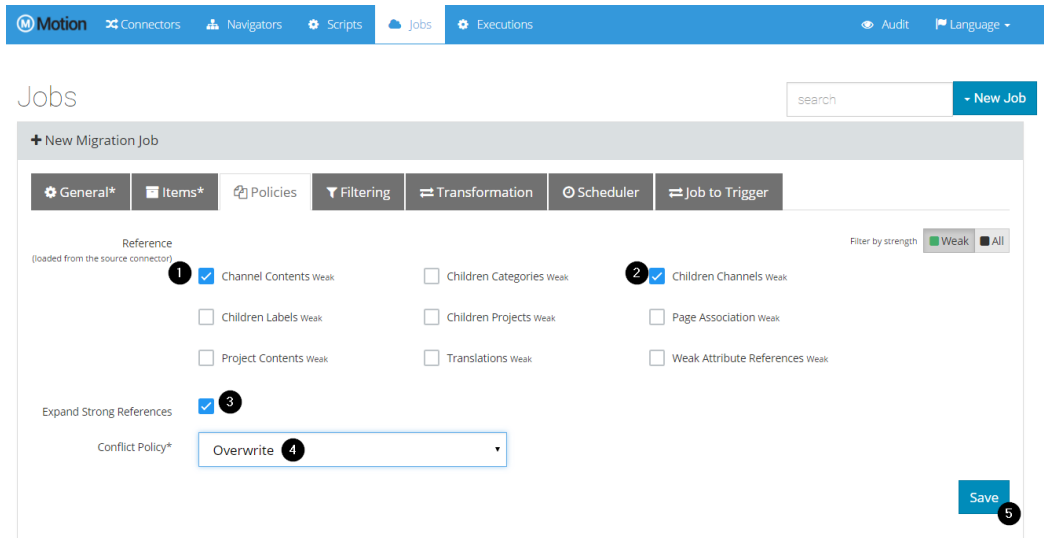 M Motion Connectors Navigators Scripts Jobs Executions Audit Language
Jobs
search
New Job
New Migration Job
General* Items* Policies Filtering Transformation Scheduler Job to Trigger
Reference
(loaded from the source connector)
Filter by strength Weak All
1 Channel Contents Weak Children Categories Weak 2 Children Channels Weak
Children Labels Weak Children Projects Weak Page Association Weak
Project Contents Weak Translations Weak Weak Attribute References Weak
Expand Strong References 3
Conflict Policy* Overwrite 4
Save
5